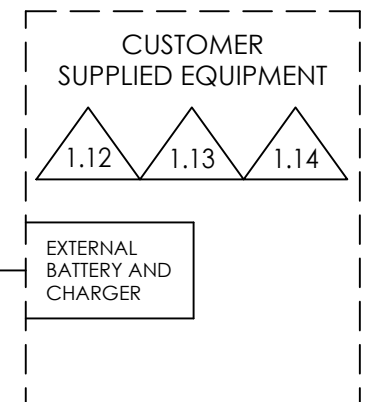 CUSTOMER
SUPPLIED EQUIPMENT
1.12 1.13 1.14
EXTERNAL
BATTERY AND
CHARGER